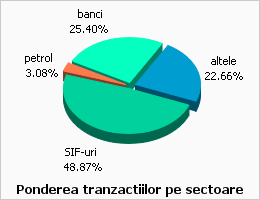 banci
25.40%
petrol
3.08%
altele
22.66%
SIF-uri
48.87%
Ponderea tranzactiilor pe sectoare